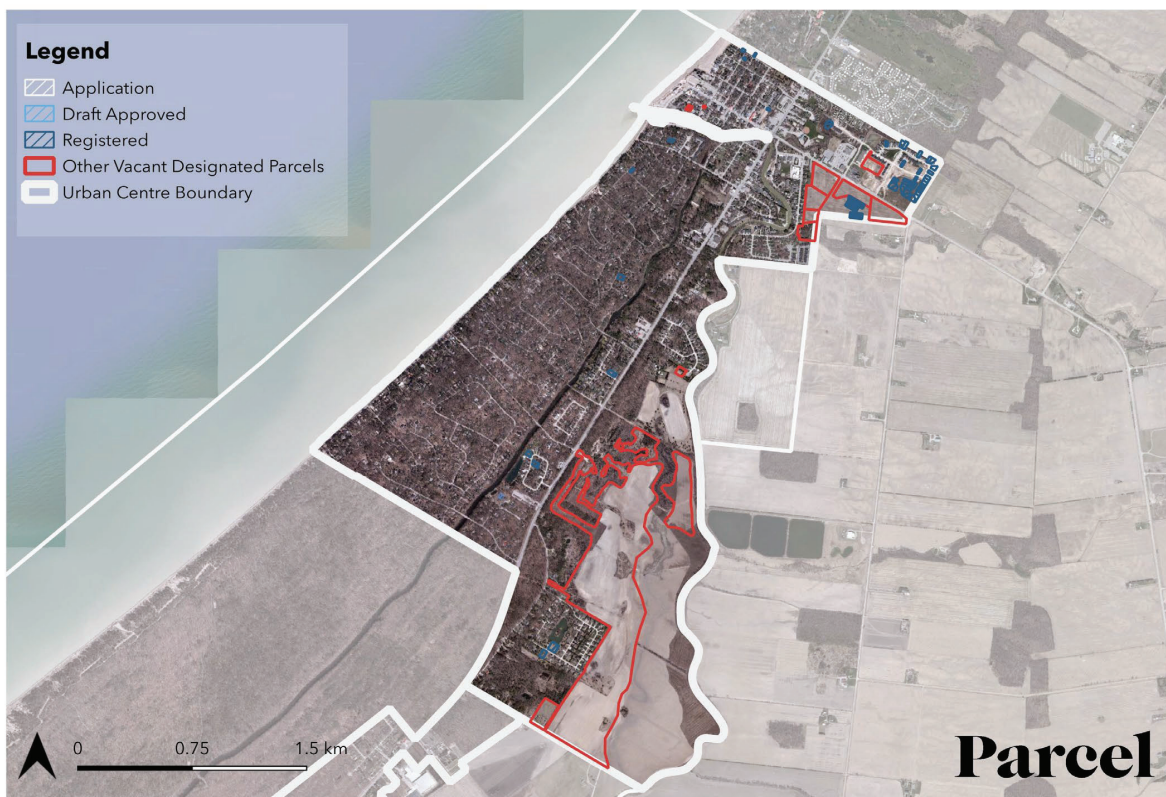 Legend
Application
Draft Approved
Registered
Other Vacant Designated Parcels
Urban Centre Boundary
0 0.75 1.5 km
Parcel